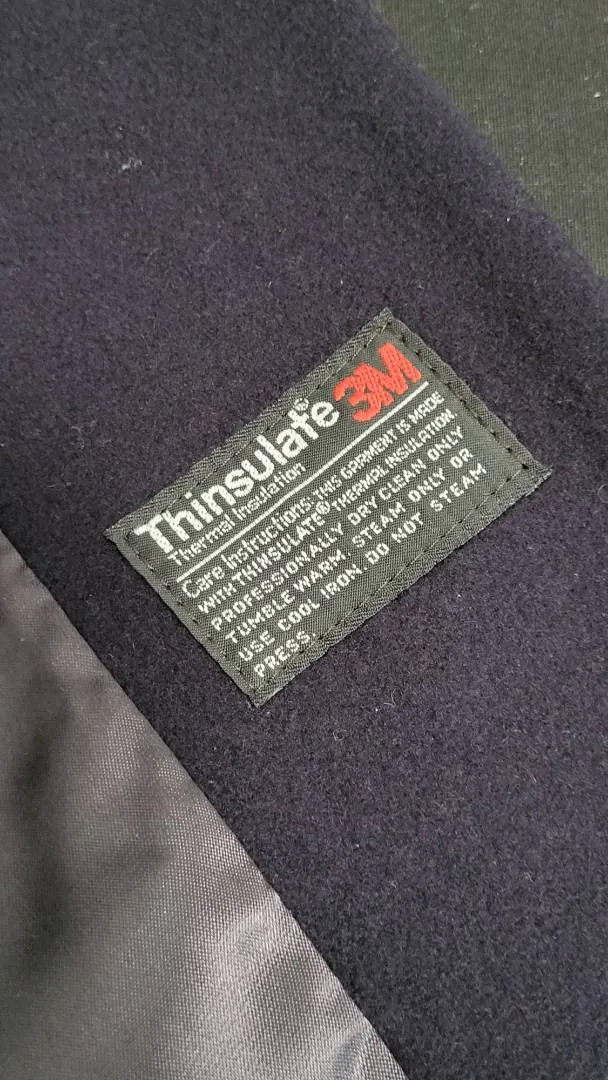 Thinsulate® 3M
Thermal Insulation
Care Instructions: THIS GARMENT IS MADE
WITH THINSULATE® THERMAL INSULATION.
PROFESSIONALLY DRY CLEAN ONLY
TUMBLE WARM. STEAM ONLY OR
USE COOL IRON. DO NOT STEAM
PRESS.